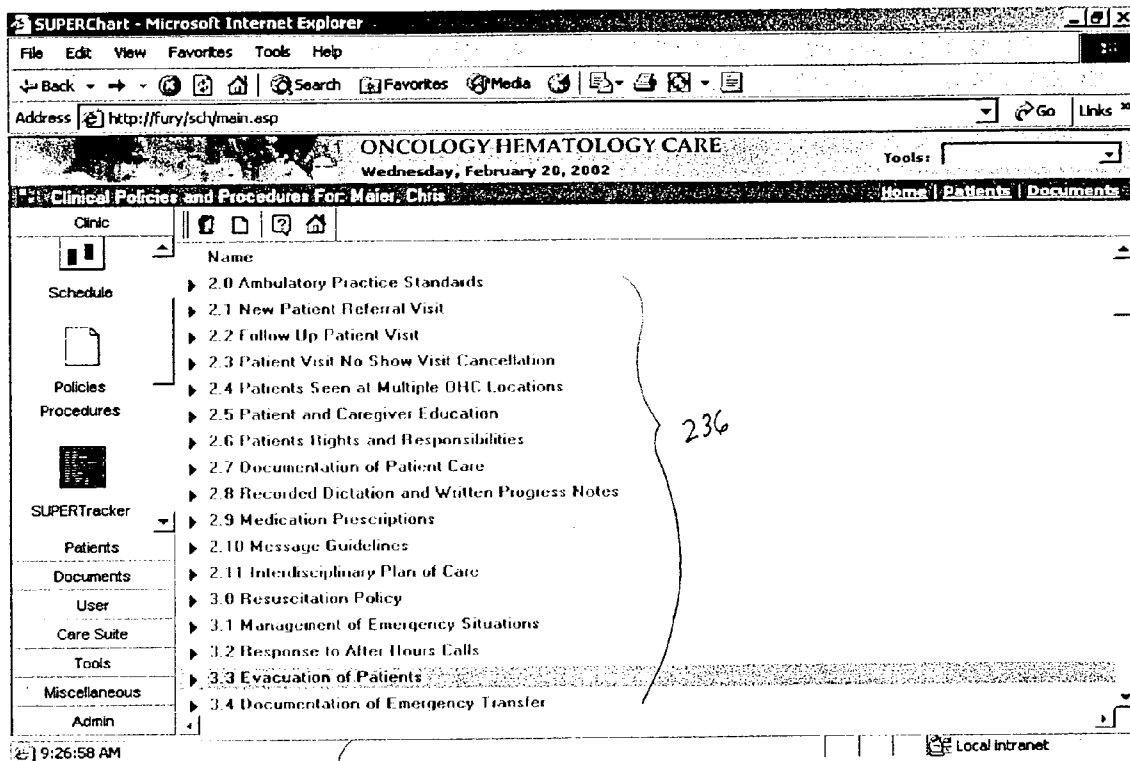 SUPERChart - Microsoft Internet Explorer
File Edit View Favorites Tools Help
Back Search Favorites Media
Address http://fury/sch/main.asp Go Links »
ONCOLOGY HEMATOLOGY CARE
Wednesday, February 20, 2002
Tools:
Clinical Policies and Procedures For: Maier, Chris
Home | Patients | Documents
Clinic
Schedule
Policies
Procedures
SUPERTracker
Patients
Documents
User
Care Suite
Tools
Miscellaneous
Admin
Name
2.0 Ambulatory Practice Standards
2.1 New Patient Referral Visit
2.2 Follow Up Patient Visit
2.3 Patient Visit No Show Visit Cancellation
2.4 Patients Seen at Multiple OHC Locations
2.5 Patient and Caregiver Education
2.6 Patients Rights and Responsibilities
2.7 Documentation of Patient Care
2.8 Recorded Dictation and Written Progress Notes
2.9 Medication Prescriptions
2.10 Message Guidelines
2.11 Interdisciplinary Plan of Care
3.0 Resuscitation Policy
3.1 Management of Emergency Situations
3.2 Response to After Hours Calls
3.3 Evacuation of Patients
3.4 Documentation of Emergency Transfer
236
9:26:58 AM
Local intranet